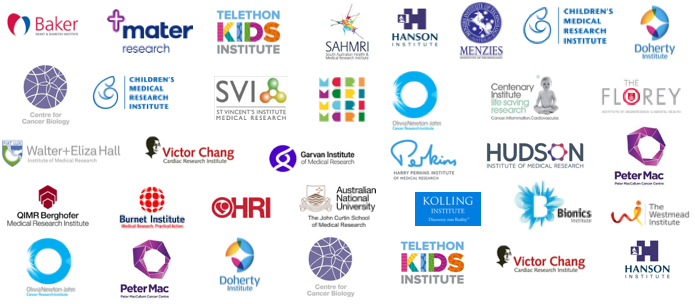 Baker
HEART & DIABETES INSTITUTE
mater
research
TELETHON
KIDS
INSTITUTE
SAHMRI
South Australian Health &
Medical Research Institute
HANSON
INSTITUTE
MENZIES
CHILDREN'S
MEDICAL
RESEARCH
INSTITUTE
Doherty
Institute
Centre for
Cancer Biology
CHILDREN'S
MEDICAL
RESEARCH
INSTITUTE
SVI
ST VINCENT'S INSTITUTE
MEDICAL RESEARCH
MCRI
MCRI
Olivia Newton-John
Cancer Research Institute
Centenary
Institute
life saving
research
Cancer. Inflammation. Cardiovascular.
THE
FLOREY
INSTITUTE OF NEUROSCIENCE & MENTAL HEALTH
Walter+Eliza Hall
Institute of Medical Research
Victor Chang
Cardiac Research Institute
Garvan Institute
of Medical Research
Perkins
HARRY PERKINS INSTITUTE
OF MEDICAL RESEARCH
HUDSON
INSTITUTE OF MEDICAL RESEARCH
Peter Mac
Peter MacCallum Cancer Centre
QIMR Berghofer
Medical Research Institute
Burnet Institute
Medical Research. Practical Action.
OHRI
Australian
National
University
The John Curtin School
of Medical Research
KOLLING
INSTITUTE
Discovery into Reality
Bionics
INSTITUTE
The
Westmead
Institute
Olivia Newton-John
Cancer Research Institute
Peter Mac
Peter MacCallum Cancer Centre
Doherty
Institute
Centre for
Cancer Biology
TELETHON
KIDS
INSTITUTE
Victor Chang
Cardiac Research Institute
HANSON
INSTITUTE